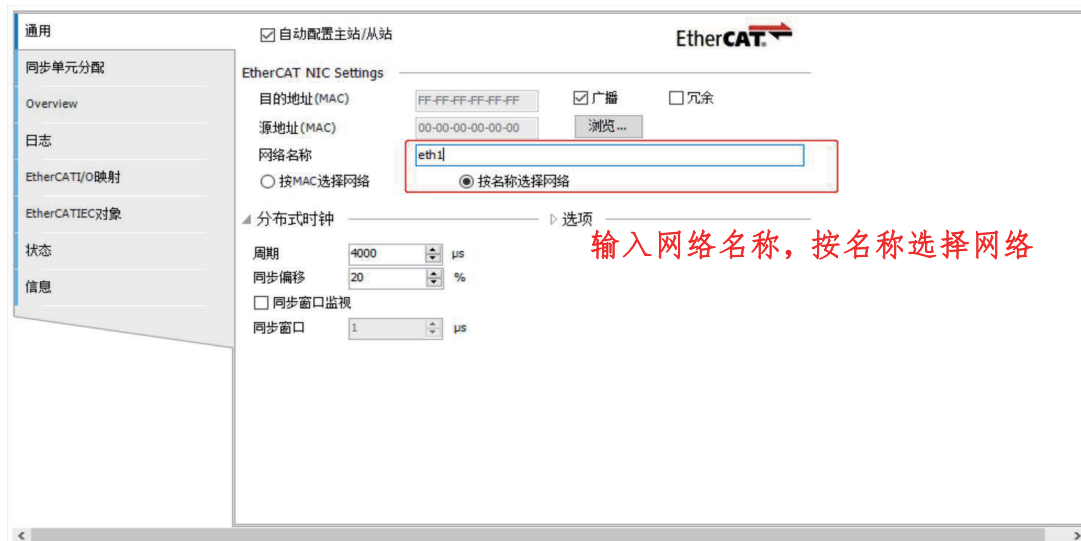 通用
同步单元分配
Overview
日志
EtherCATI/O映射
EtherCATIEC对象
状态
信息
自动配置主站/从站
EtherCAT.
EtherCAT NIC Settings
目的地址(MAC) FF-FF-FF-FF-FF-FF 广播 冗余
源地址(MAC) 00-00-00-00-00-00 浏览...
网络名称 eth1
按MAC选择网络 按名称选择网络
分布式时钟 选项
输入网络名称，按名称选择网络
周期 4000 µs
同步偏移 20 %
同步窗口监视
同步窗口 1 µs